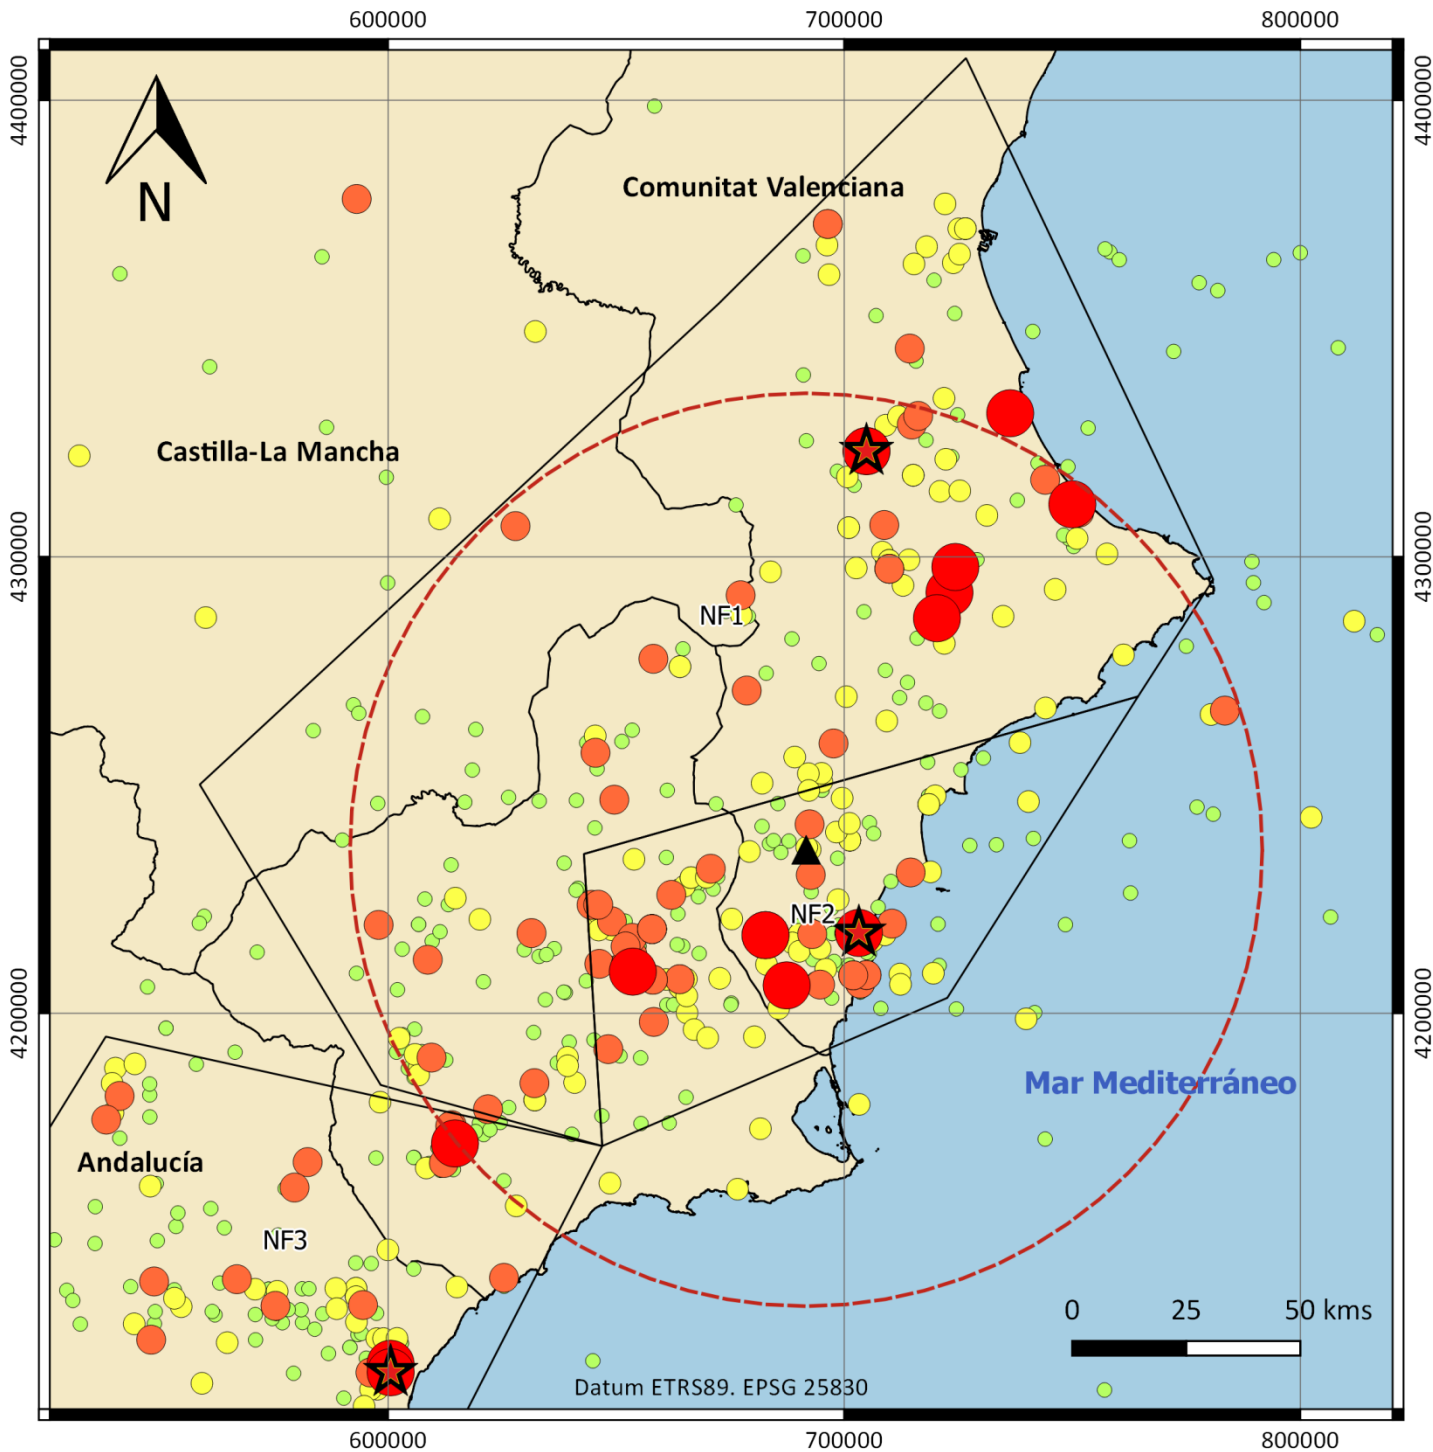 600000 700000 800000
4400000 4400000
N
Comunitat Valenciana
Castilla-La Mancha
4300000 4300000
NF1
NF2
4200000 4200000
Mar Mediterráneo
Andalucía
NF3
0 25 50 kms
Datum ETRS89. EPSG 25830
600000 700000 800000